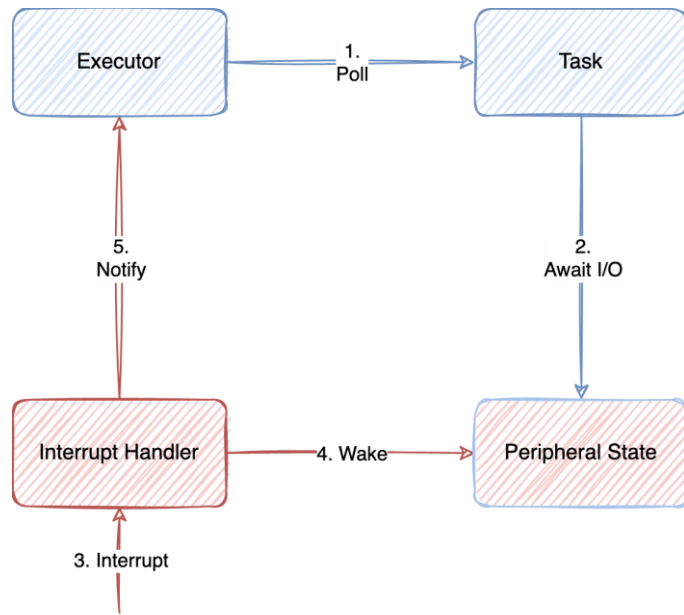 Executor
1.
Poll
Task
5.
Notify
2.
Await I/O
Interrupt Handler
4. Wake
Peripheral State
3. Interrupt